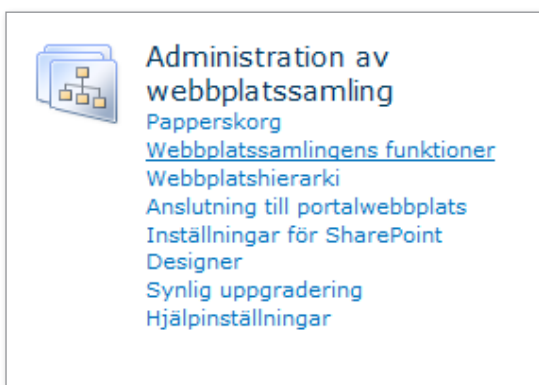 Administration av
webbplatssamling
Papperskorg
Webbplatssamlingens funktioner
Webbplatshierarki
Anslutning till portalwebbplats
Inställningar för SharePoint
Designer
Synlig uppgradering
Hjälpinställningar